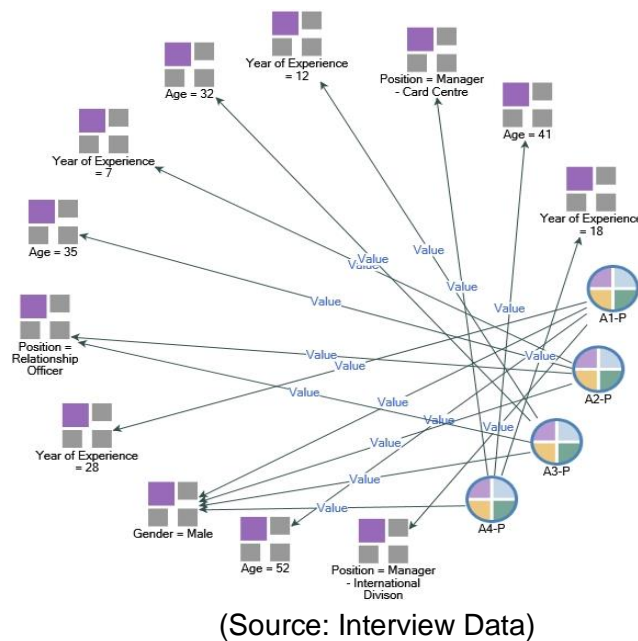 Year of Experience
= 12
Position = Manager
- Card Centre
Age = 32
Age = 41
Year of Experience
= 7
Year of Experience
= 18
Age = 35
Value
Value
Value
Value
Value
Value
A1-P
Position =
Relationship
Officer
Value
Value
Value
A2-P
Value
Value
Year of Experience
= 28
Value
Value
Value
Value
A3-P
Gender = Male
Value
Age = 52
Position = Manager
- International
Divison
A4-P
(Source: Interview Data)